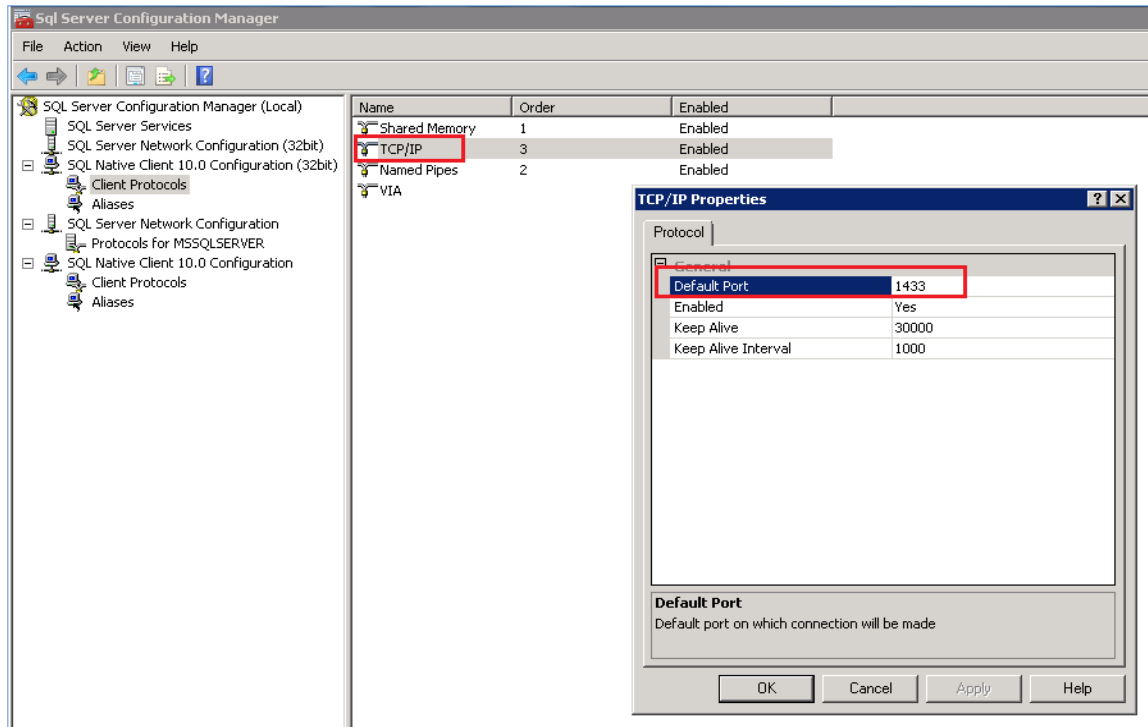 Sql Server Configuration Manager
File Action View Help
SQL Server Configuration Manager (Local)
SQL Server Services
SQL Server Network Configuration (32bit)
SQL Native Client 10.0 Configuration (32bit)
Client Protocols
Aliases
SQL Server Network Configuration
Protocols for MSSQLSERVER
SQL Native Client 10.0 Configuration
Client Protocols
Aliases
Name Order Enabled
Shared Memory 1 Enabled
TCP/IP 3 Enabled
Named Pipes 2 Enabled
VIA
TCP/IP Properties
Protocol
General
Default Port 1433
Enabled Yes
Keep Alive 30000
Keep Alive Interval 1000
Default Port
Default port on which connection will be made
OK Cancel Apply Help